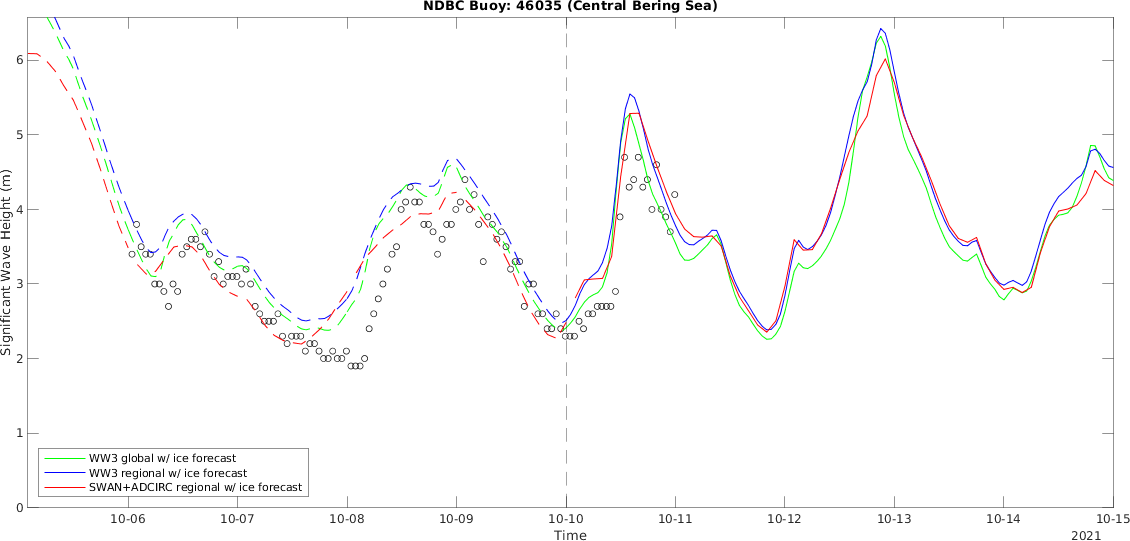 NDBC Buoy: 46035 (Central Bering Sea)
Significant Wave Height (m)
6
5
4
3
2
1
0
WW3 global w/ ice forecast
WW3 regional w/ ice forecast
SWAN+ADCIRC regional w/ ice forecast
10-06 10-07 10-08 10-09 10-10 10-11 10-12 10-13 10-14 10-15
Time
2021